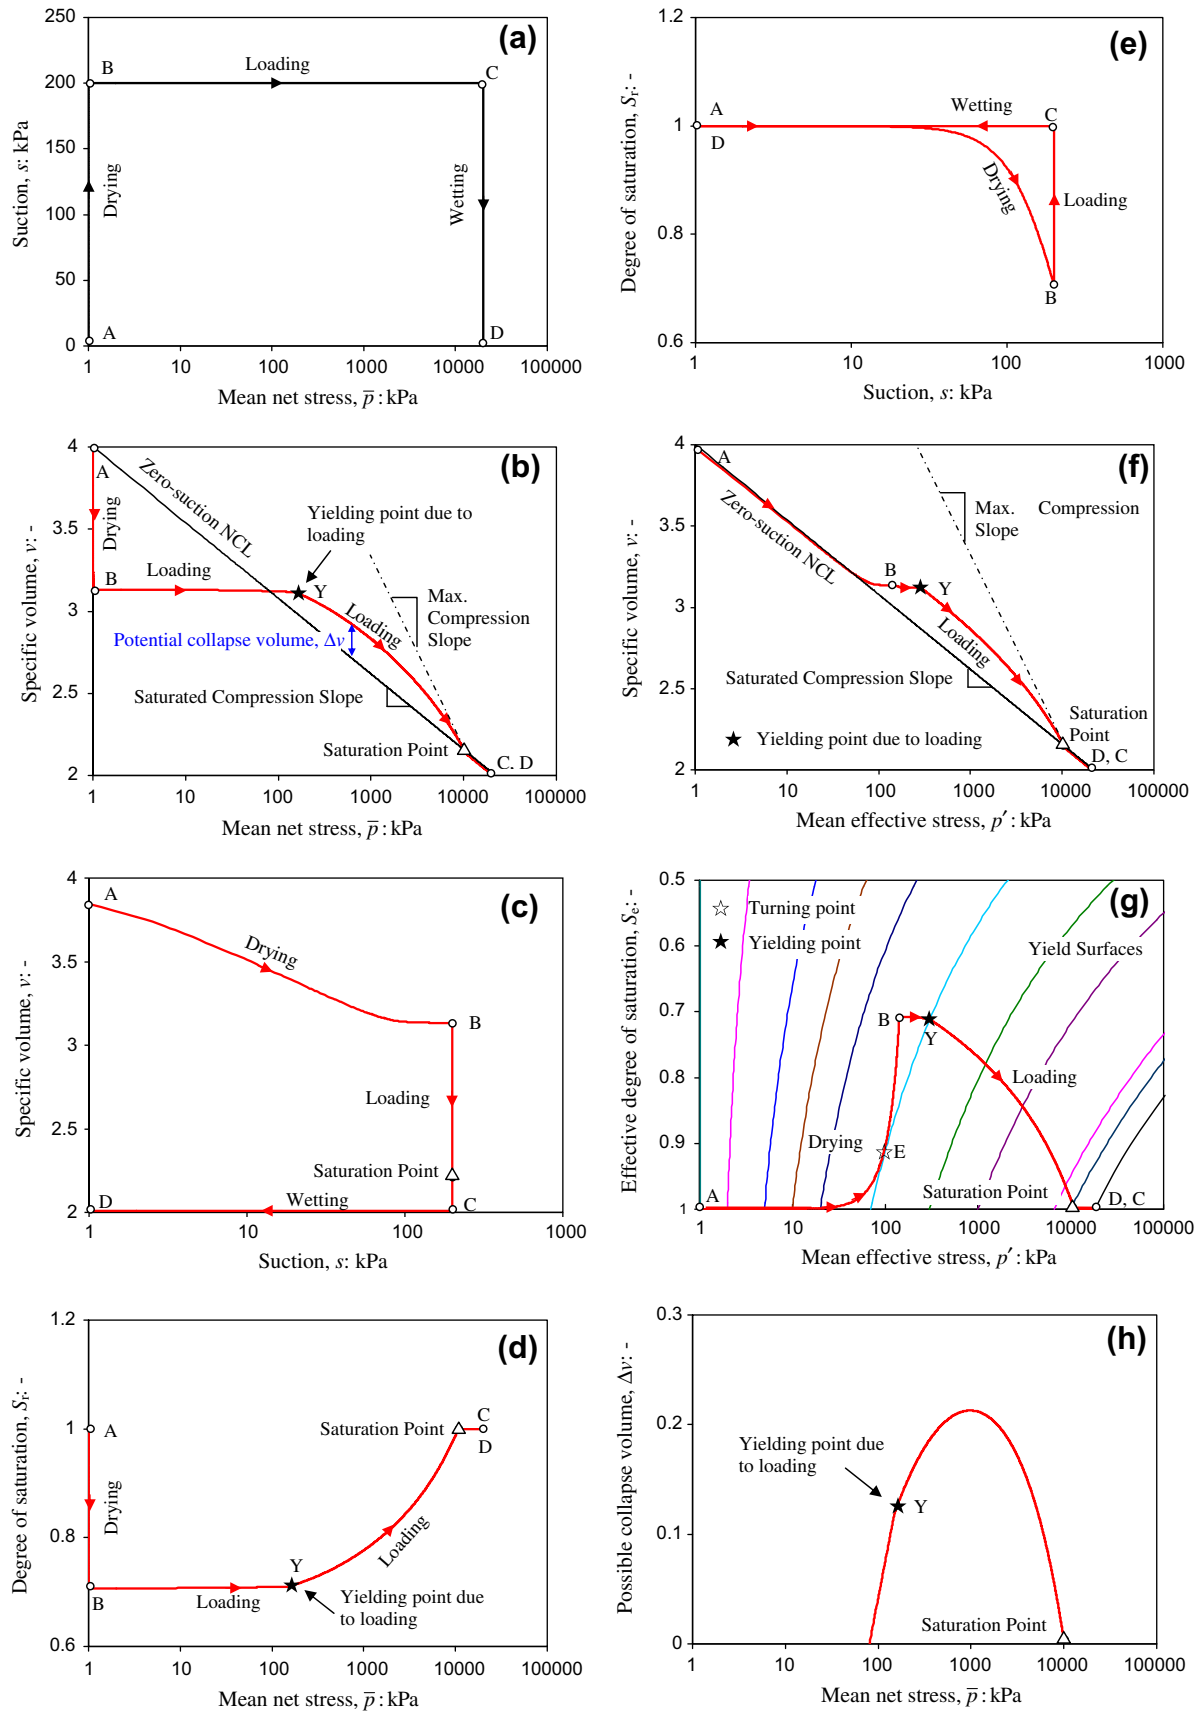 (a)
250
200
150
100
50
0
Suction, s: kPa
B
Loading
C
Drying
Wetting
A
D
1
10
100
1000
10000
100000
Mean net stress, p̅ : kPa
(e)
1.2
1
0.8
0.6
Degree of saturation, Sr: -
A
D
Wetting
C
Drying
Loading
B
1
10
100
1000
Suction, s: kPa
(b)
4
3.5
3
2.5
2
Specific volume, v: -
A
Zero-suction NCL
Drying
Yielding point due to
loading
B
Loading
Y
Loading
Max.
Compression
Slope
Potential collapse volume, Δv
Saturated Compression Slope
Saturation Point
C. D
1
10
100
1000
10000
100000
Mean net stress, p̅ : kPa
(f)
4
3.5
3
2.5
2
Specific volume, v: -
A
Zero-suction NCL
Max. Compression
Slope
B
Y
Loading
Saturated Compression Slope
Saturation
Point
★ Yielding point due to loading
D, C
1
10
100
1000
10000
100000
Mean effective stress, p′ : kPa
(c)
4
3.5
3
2.5
2
Specific volume, v: -
A
Drying
B
Loading
Saturation Point
D
Wetting
C
1
10
100
1000
Suction, s: kPa
(g)
0.5
0.6
0.7
0.8
0.9
1
Effective degree of saturation, Se: -
☆ Turning point
★ Yielding point
Yield Surfaces
B
Y
Loading
Drying
E
A
Saturation Point
D, C
1
10
100
1000
10000
100000
Mean effective stress, p′ : kPa
(d)
1.2
1
0.8
0.6
Degree of saturation, Sr: -
A
Saturation Point
C
D
Drying
Loading
Y
B
Loading
Yielding point due
to loading
1
10
100
1000
10000
100000
Mean net stress, p̅ : kPa
(h)
0.3
0.2
0.1
0
Possible collapse volume, Δv: -
Yielding point due
to loading
Y
Saturation Point
1
10
100
1000
10000
100000
Mean net stress, p̅ : kPa